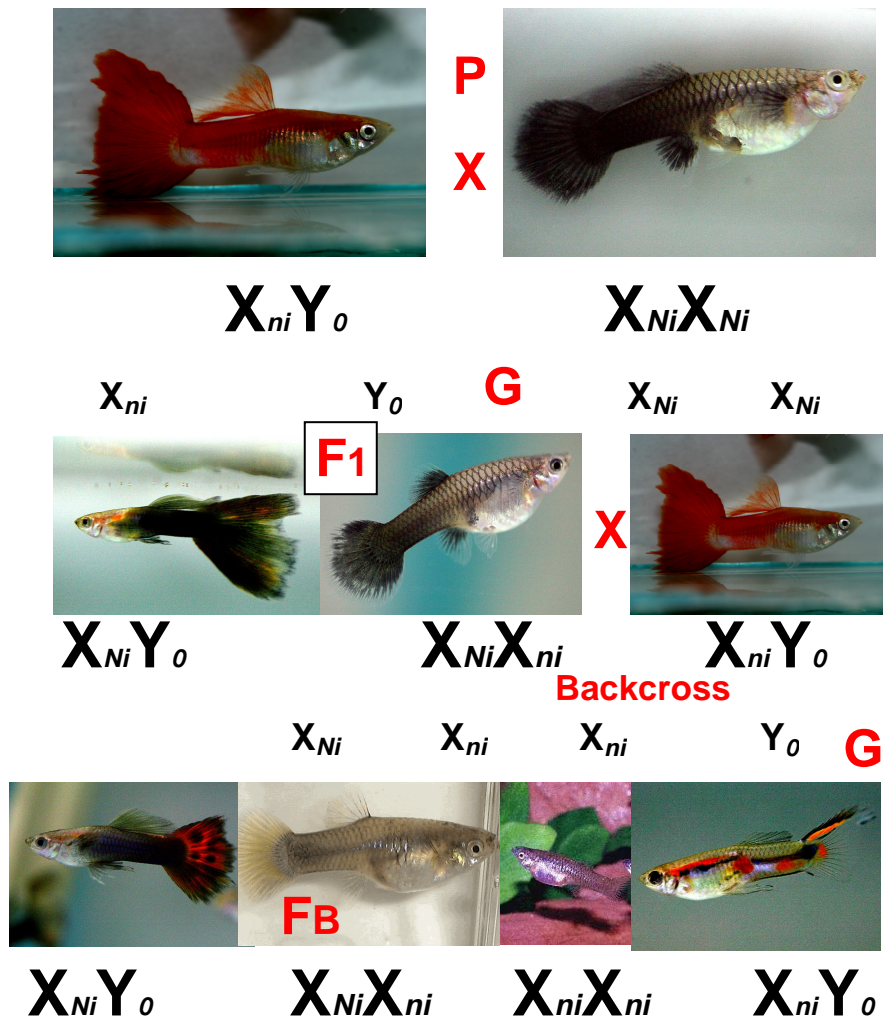 P
X
XniY0 XNiXNi
Xni Y0 G XNi XNi
F1
X
XNiY0 XNiXni XniY0
Backcross
XNi Xni Xni Y0 G
FB
XNiY0 XNiXni XniXni XniY0